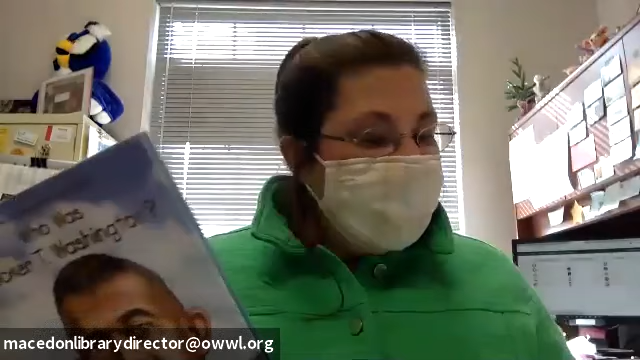 Who Was
oker T. Washington?
macedonlibrarydirector@owwl.org